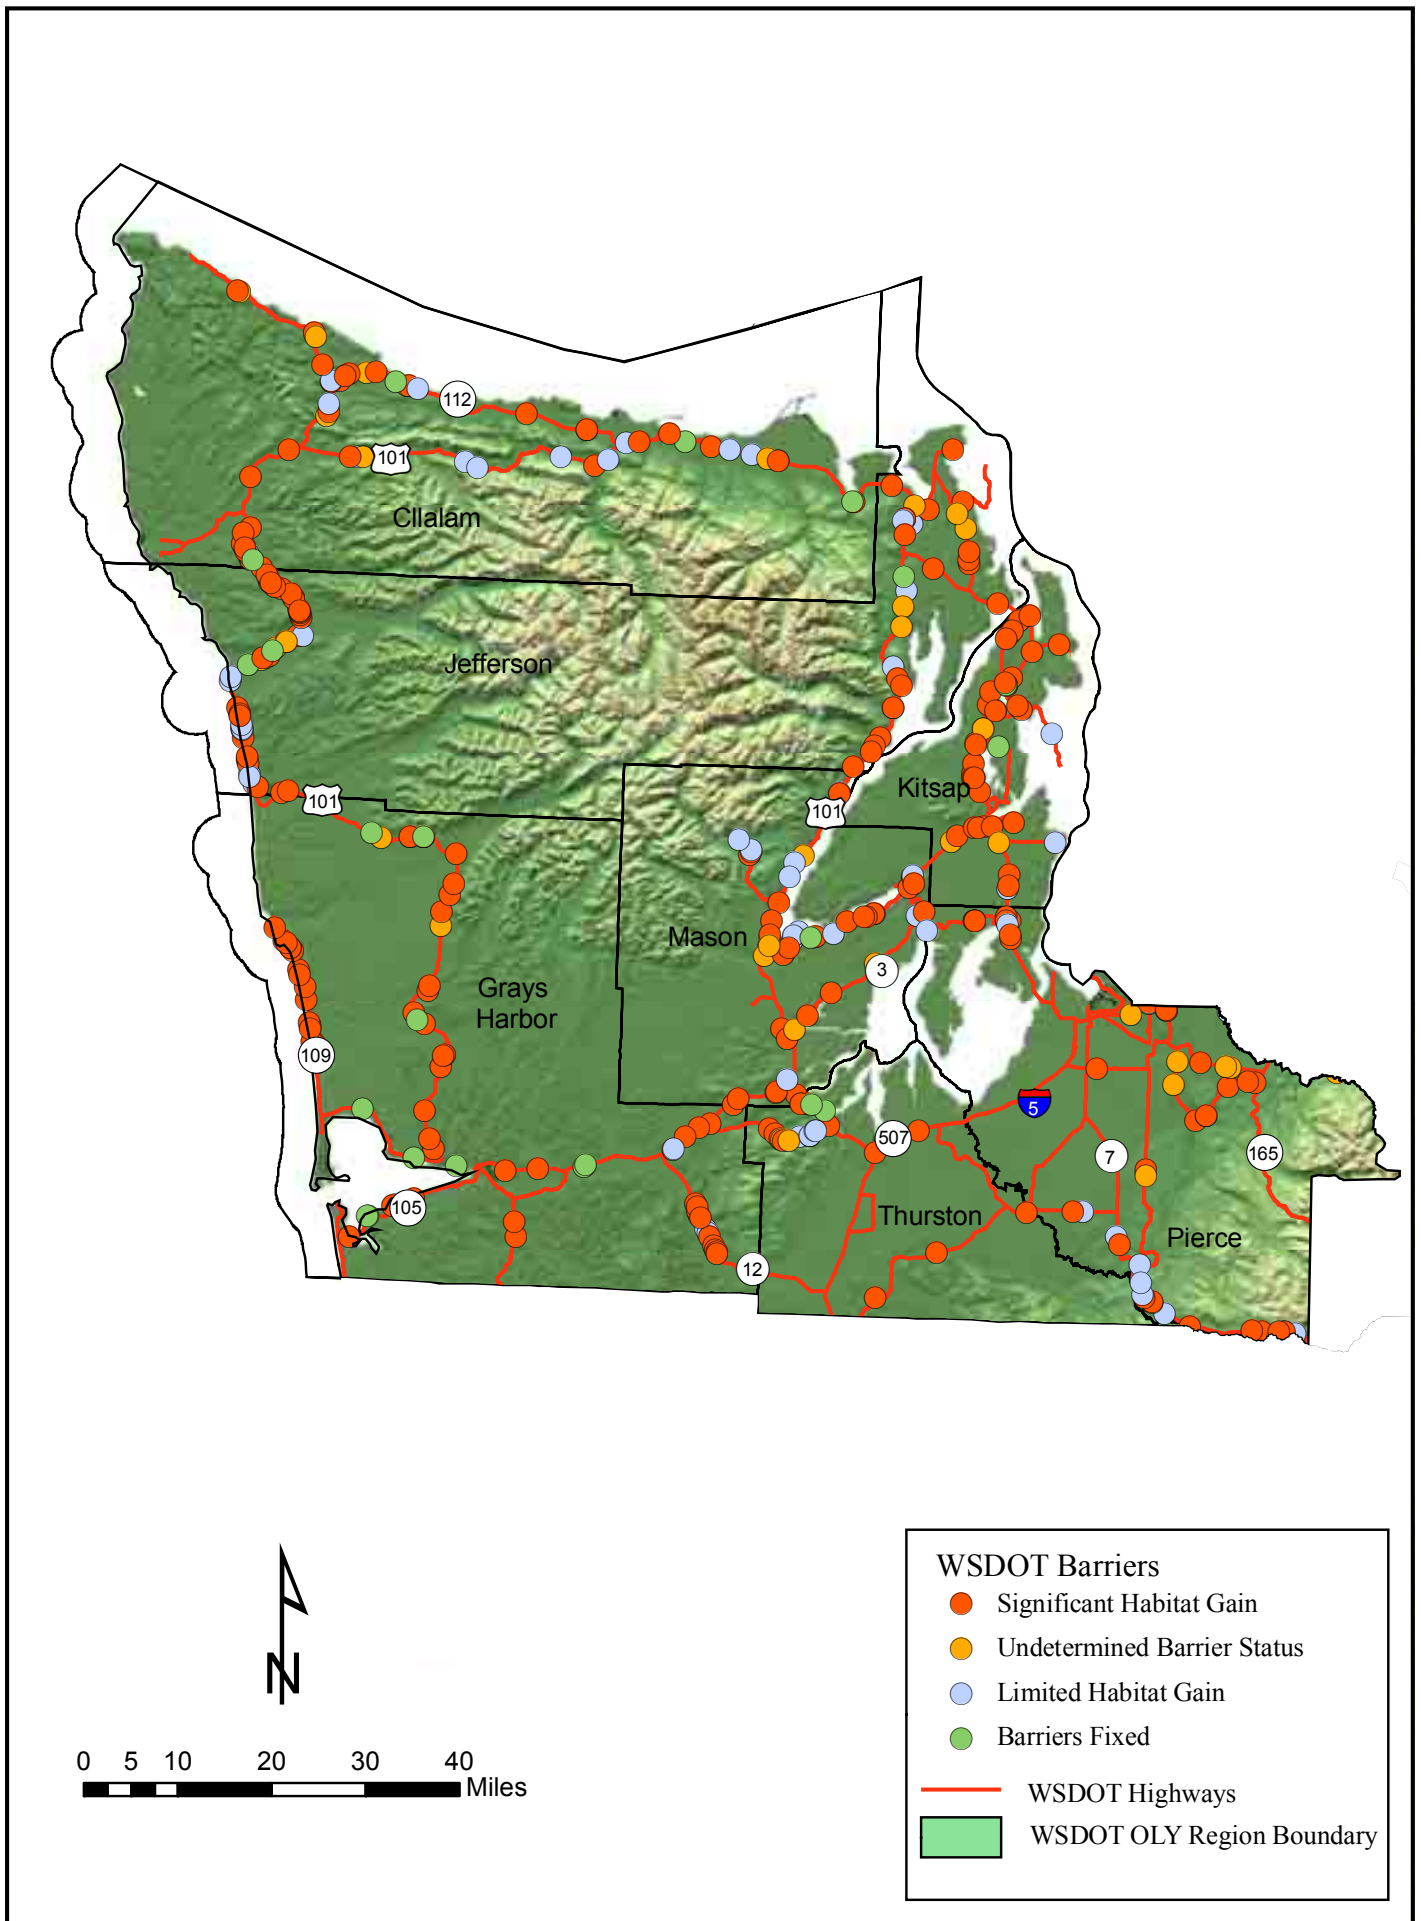 112
101
Cllalam
Jefferson
Kitsap
101
101
Mason
3
Grays
Harbor
109
5
507
7
165
105
Thurston
Pierce
12
N
0 5 10 20 30 40
Miles
WSDOT Barriers
Significant Habitat Gain
Undetermined Barrier Status
Limited Habitat Gain
Barriers Fixed
WSDOT Highways
WSDOT OLY Region Boundary